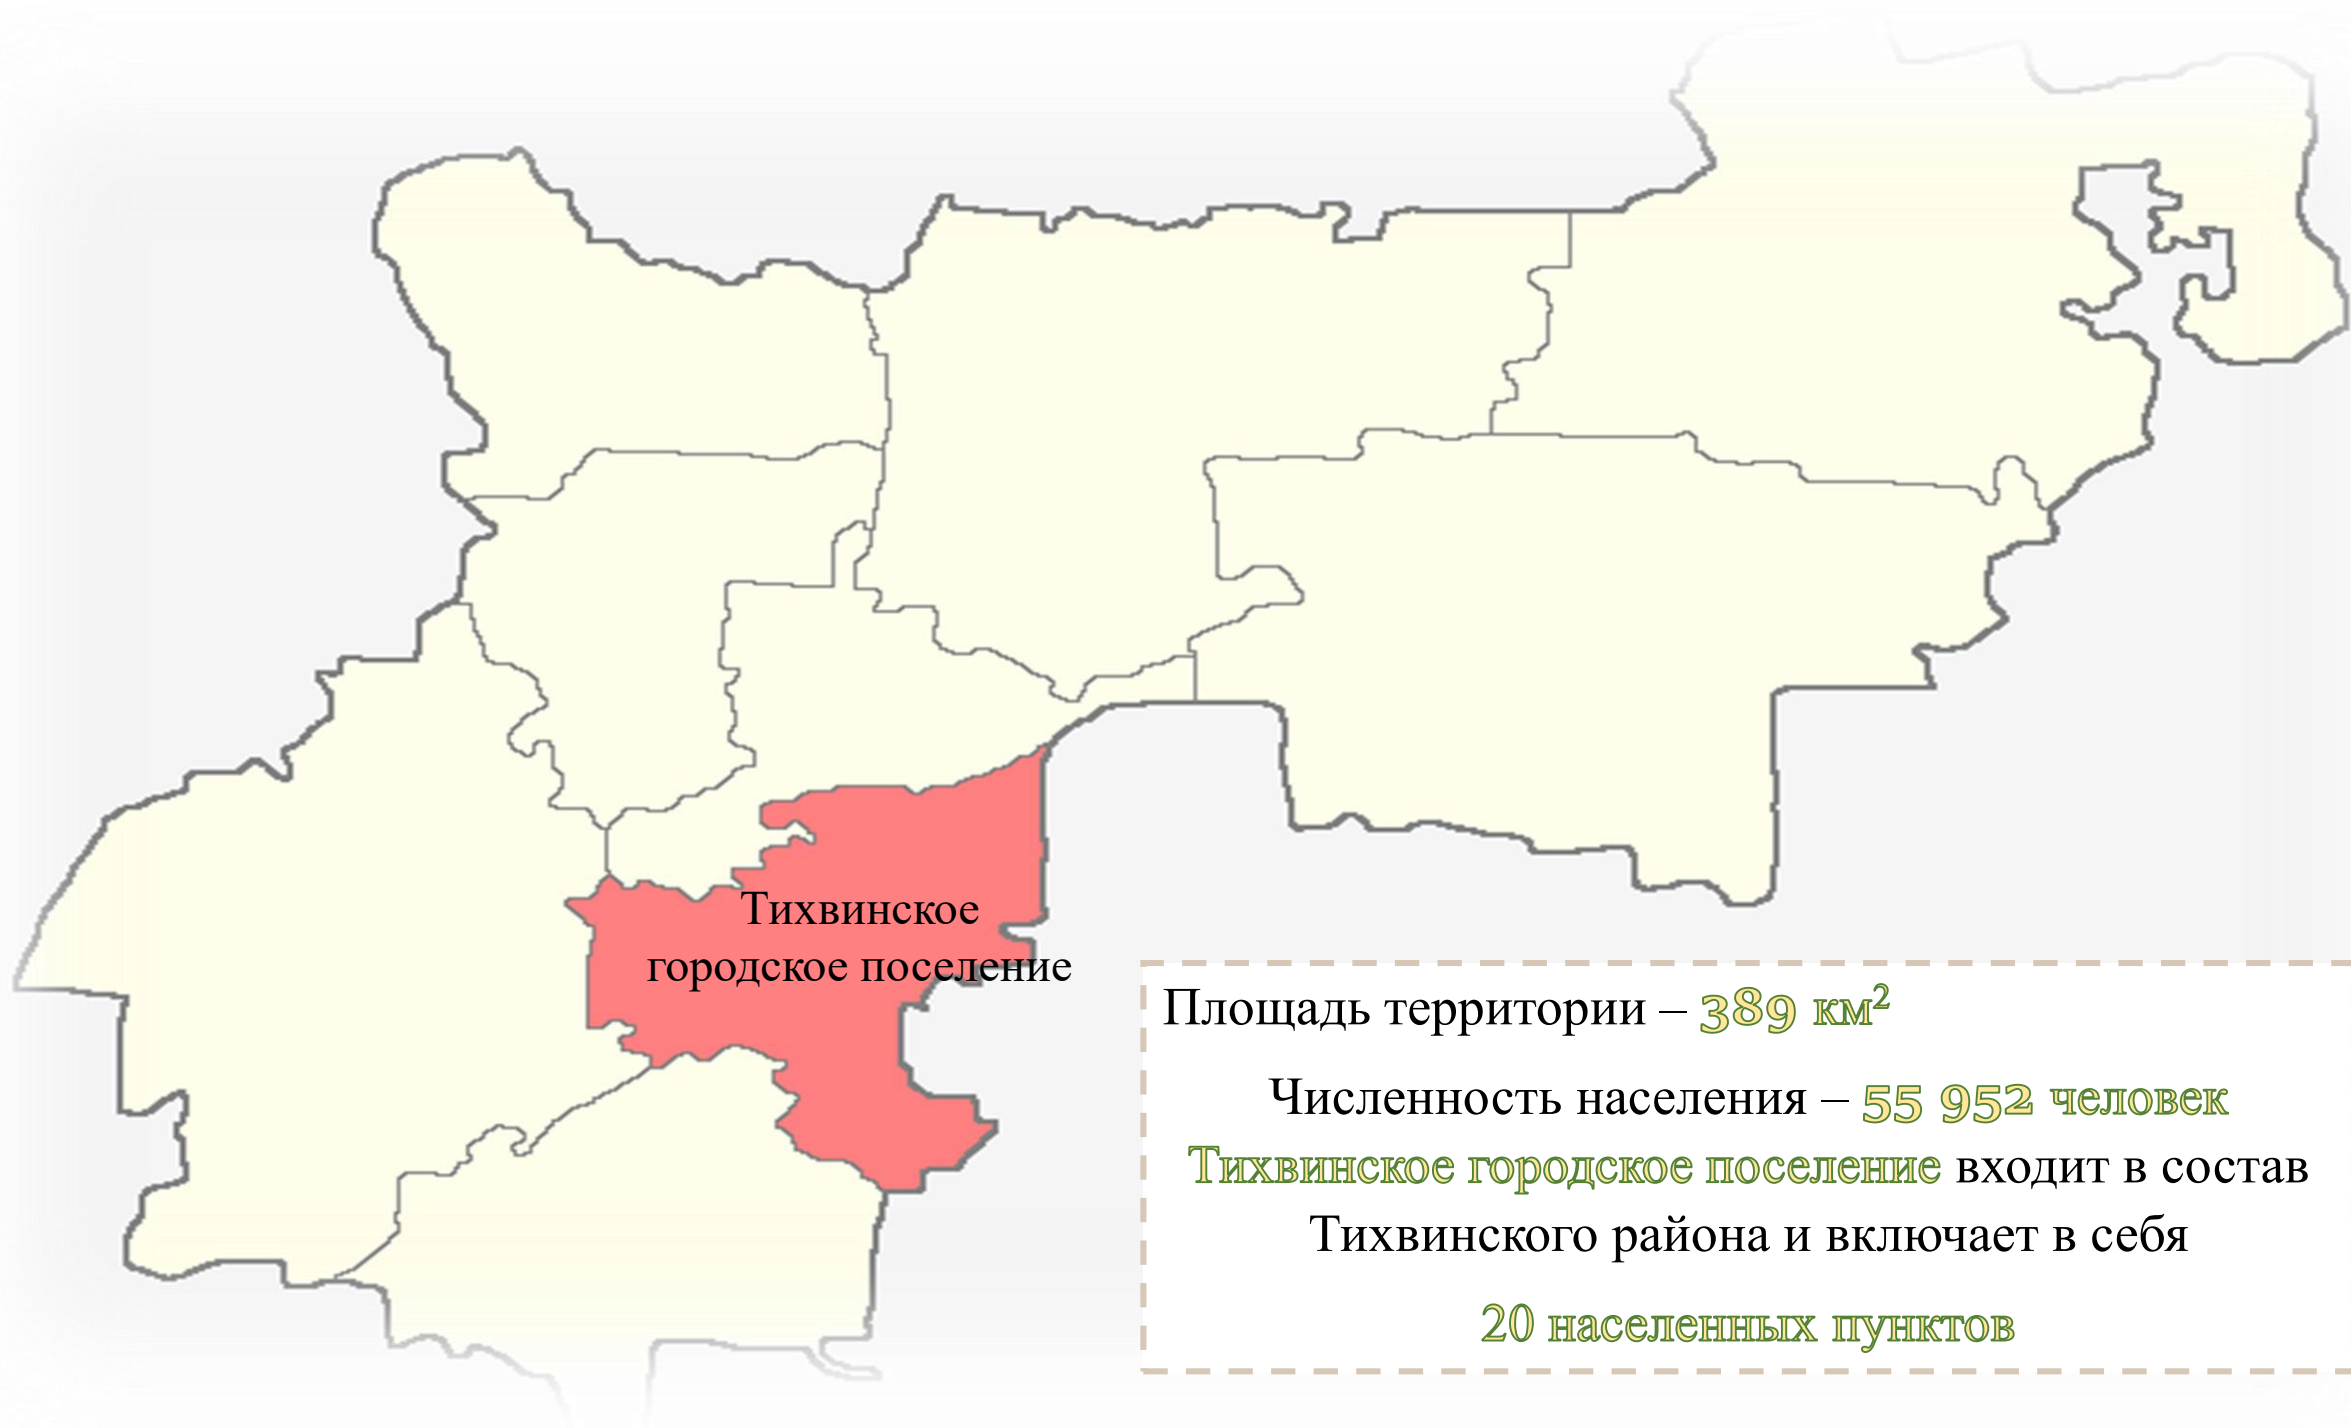 Тихвинское
городское поселение
Площадь территории – 389 км²
Численность населения – 55 952 человек
Тихвинское городское поселение входит в состав
Тихвинского района и включает в себя
20 населенных пунктов